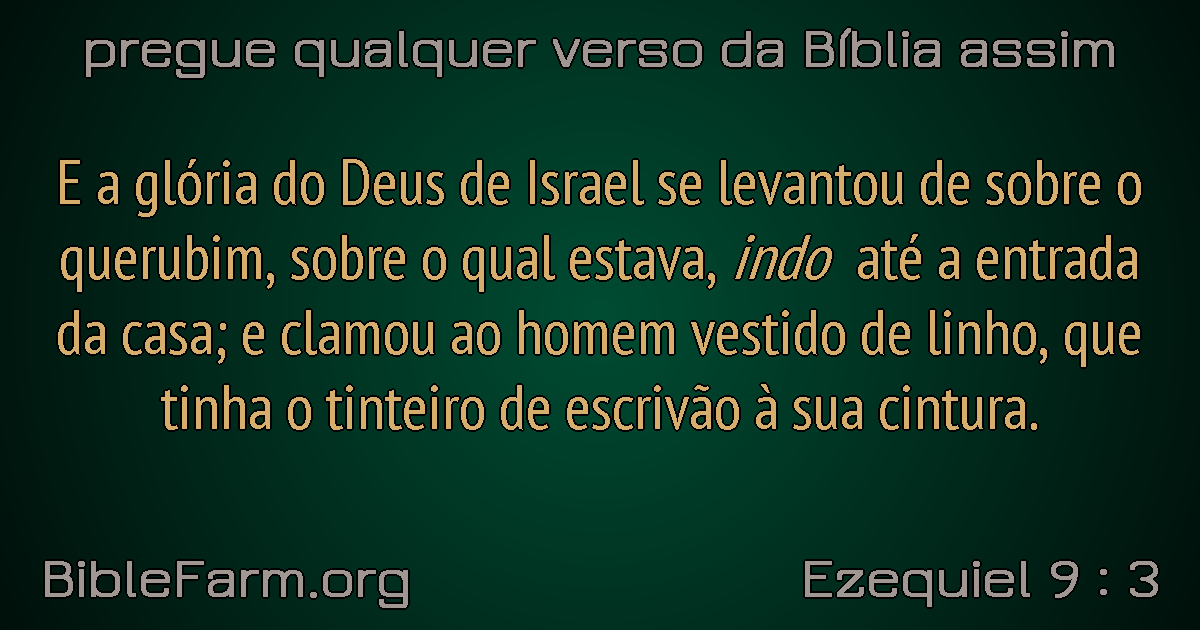 pregue qualquer verso da Bíblia assim
E a glória do Deus de Israel se levantou de sobre o
querubim, sobre o qual estava, indo até a entrada
da casa; e clamou ao homem vestido de linho, que
tinha o tinteiro de escrivão à sua cintura.
BibleFarm.org
Ezequiel 9 : 3